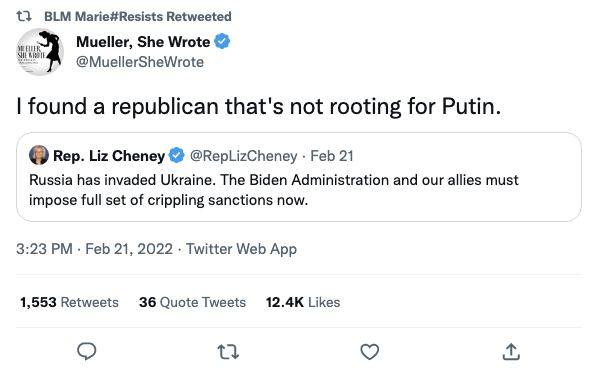 BLM Marie#Resists Retweeted
MUELLER,
SHE WROTE
Mueller, She Wrote
@MuellerSheWrote
I found a republican that's not rooting for Putin.
Rep. Liz Cheney @RepLizCheney · Feb 21
Russia has invaded Ukraine. The Biden Administration and our allies must
impose full set of crippling sanctions now.
3:23 PM · Feb 21, 2022 · Twitter Web App
1,553 Retweets 36 Quote Tweets 12.4K Likes